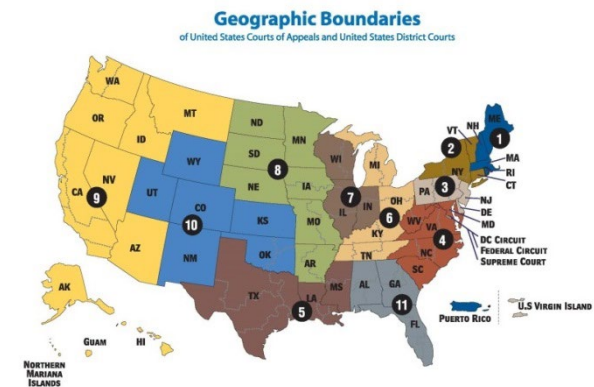 Geographic Boundaries
of United States Courts of Appeals and United States District Courts
WA
OR
ID
MT
NV
CA
9
AZ
AK
GUAM
HI
NORTHERN
MARIANA
ISLANDS
WY
UT
CO
10
NM
KS
OK
ND
SD
8
NE
MN
IA
MO
AR
TX
LA
5
MS
WI
7
IL
IN
MI
OH
6
KY
TN
AL
GA
11
FL
PA
3
WV
VA
4
NC
SC
VT
NH
ME
1
2
NY
MA
RI
CT
NJ
DE
MD
DC CIRCUIT
FEDERAL CIRCUIT
SUPREME COURT
PUERTO RICO
U.S VIRGIN ISLAND